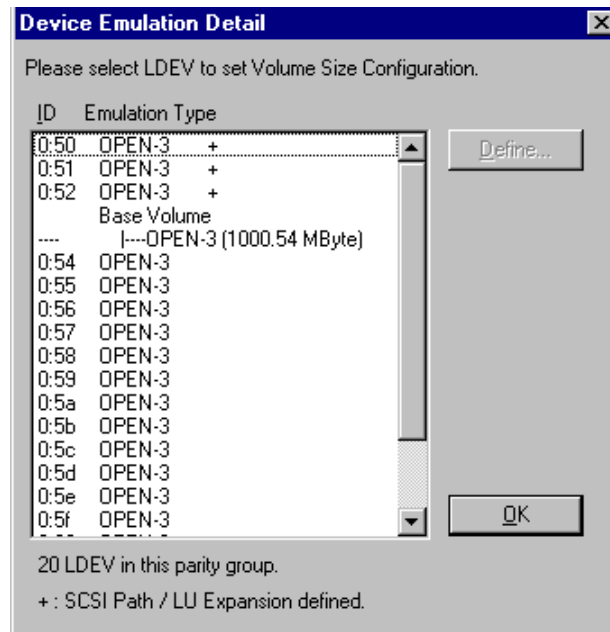 Device Emulation Detail
Please select LDEV to set Volume Size Configuration.
ID Emulation Type
0:50 OPEN-3 +
0:51 OPEN-3 +
0:52 OPEN-3 +
Base Volume
---- |---OPEN-3 (1000.54 MByte)
0:54 OPEN-3
0:55 OPEN-3
0:56 OPEN-3
0:57 OPEN-3
0:58 OPEN-3
0:59 OPEN-3
0:5a OPEN-3
0:5b OPEN-3
0:5c OPEN-3
0:5d OPEN-3
0:5e OPEN-3
0:5f OPEN-3
Define...
OK
20 LDEV in this parity group.
+ : SCSI Path / LU Expansion defined.